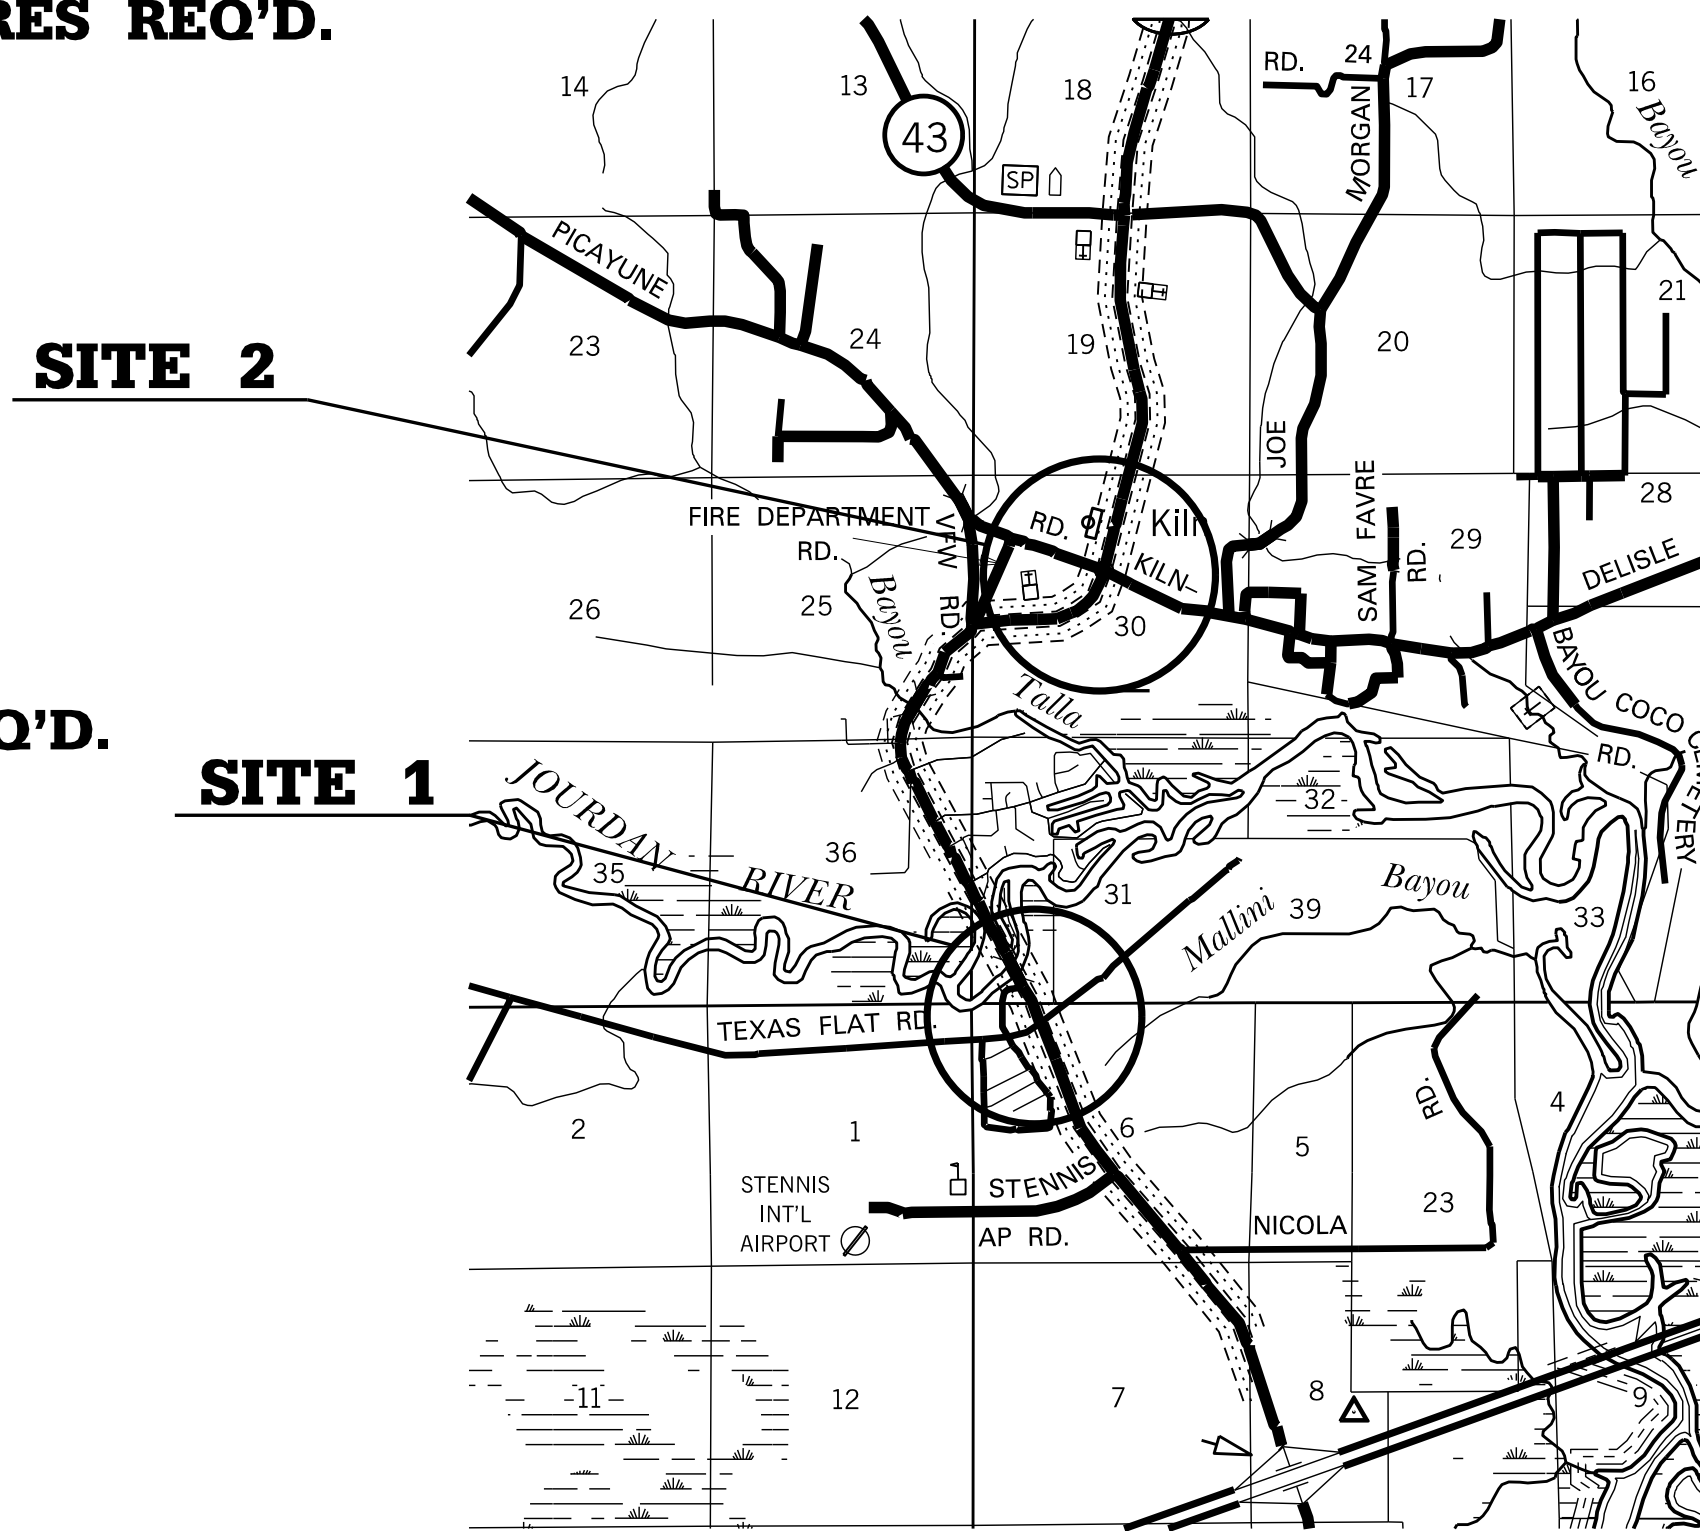 RES REQ'D.
14
13
18
RD. 24
17
16
Bayou
43
MORGAN
SP
PICAYUNE
21
SITE 2
23
24
19
20
JOE
FIRE DEPARTMENT
RD.
VFW RD.
RD.
Kiln
KILN
SAM FAVRE
RD.
29
28
DELISLE
26
25
Bayou
30
Talla
BAYOU COCO CEMETERY
RD.
Q'D.
SITE 1
JOURDAN RIVER
32
36
35
31
Bayou
Mallini
39
33
TEXAS FLAT RD.
2
1
6
5
RD.
4
STENNIS
INT'L
AIRPORT
STENNIS
AP RD.
NICOLA
23
11
12
7
8
9